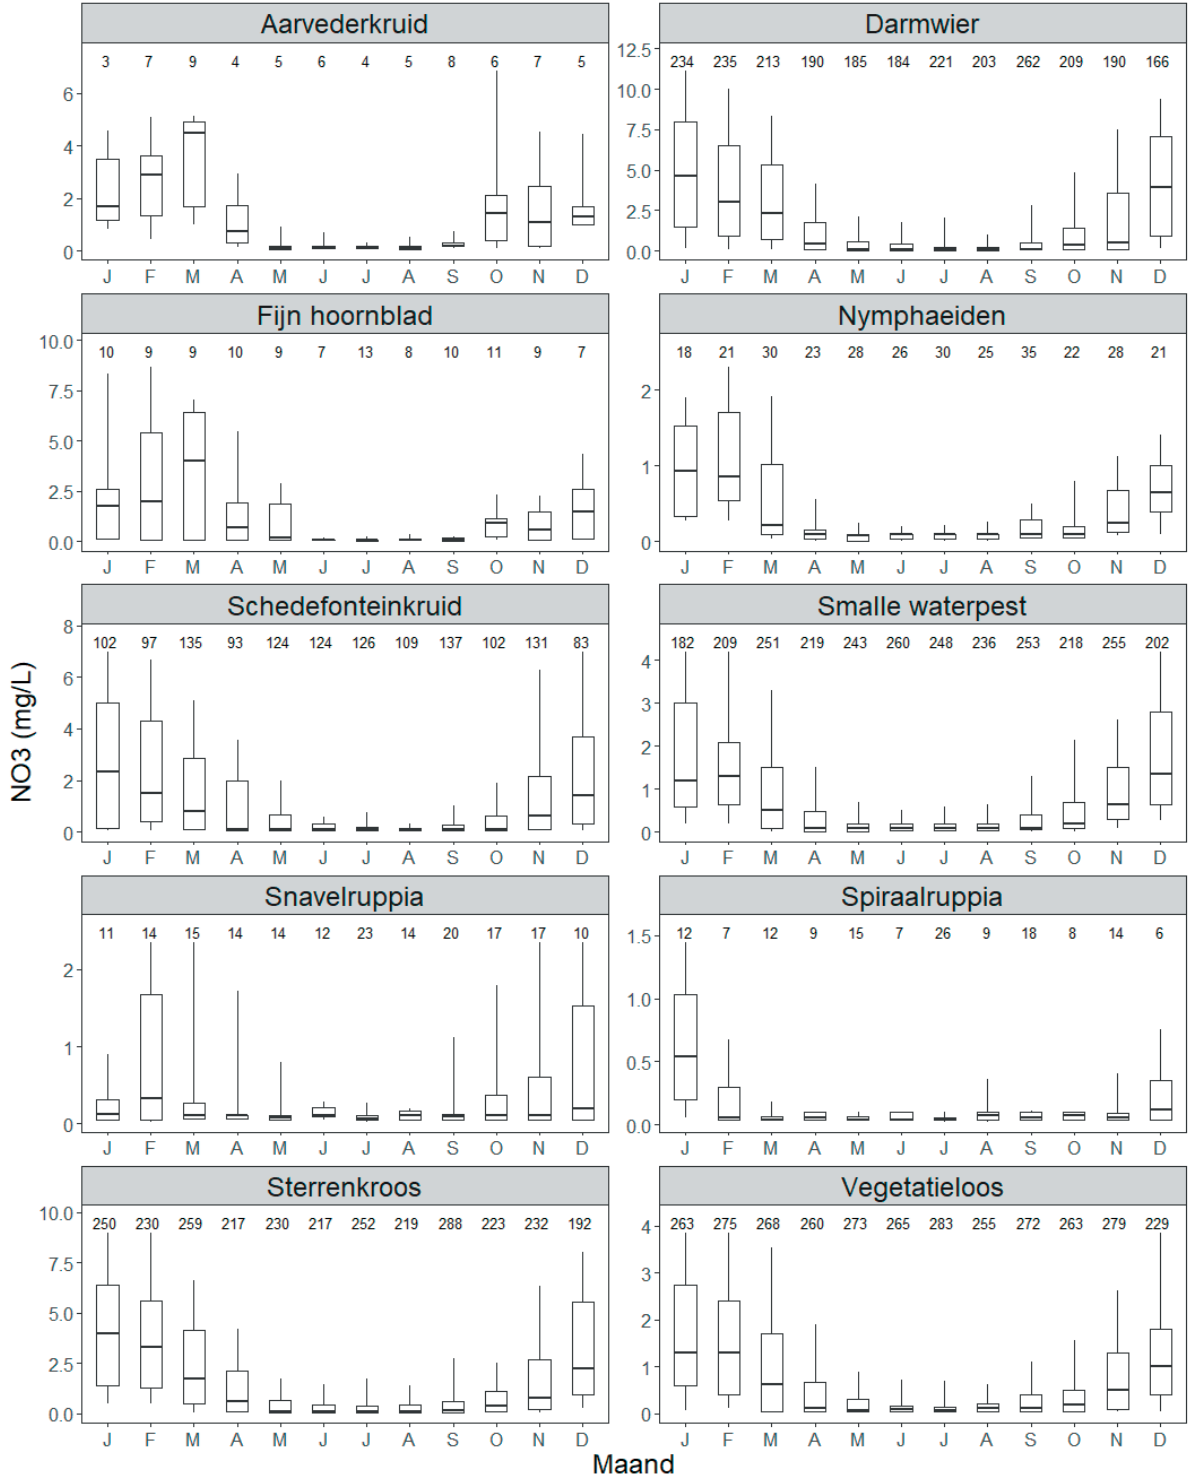 Aarvederkruid
3 7 9 4 5 6 4 5 8 6 7 5
6
4
2
0
J F M A M J J A S O N D
Darmwier
12.5
234 235 213 190 185 184 221 203 262 209 190 166
10.0
7.5
5.0
2.5
0.0
J F M A M J J A S O N D
Fijn hoornblad
10.0
10 9 9 10 9 7 13 8 10 11 9 7
7.5
5.0
2.5
0.0
J F M A M J J A S O N D
Nymphaeiden
18 21 30 23 28 26 30 25 35 22 28 21
2
1
0
J F M A M J J A S O N D
Schedefonteinkruid
8
102 97 135 93 124 124 126 109 137 102 131 83
6
4
2
0
J F M A M J J A S O N D
Smalle waterpest
182 209 251 219 243 260 248 236 253 218 255 202
4
3
2
1
0
J F M A M J J A S O N D
NO3 (mg/L)
Snavelruppia
11 14 15 14 14 12 23 14 20 17 17 10
2
1
0
J F M A M J J A S O N D
Spiraalruppia
1.5
12 7 12 9 15 7 26 9 18 8 14 6
1.0
0.5
0.0
J F M A M J J A S O N D
Sterrenkroos
10.0
250 230 259 217 230 217 252 219 288 223 232 192
7.5
5.0
2.5
0.0
J F M A M J J A S O N D
Vegetatieloos
263 275 268 260 273 265 283 255 272 263 279 229
4
3
2
1
0
J F M A M J J A S O N D
Maand